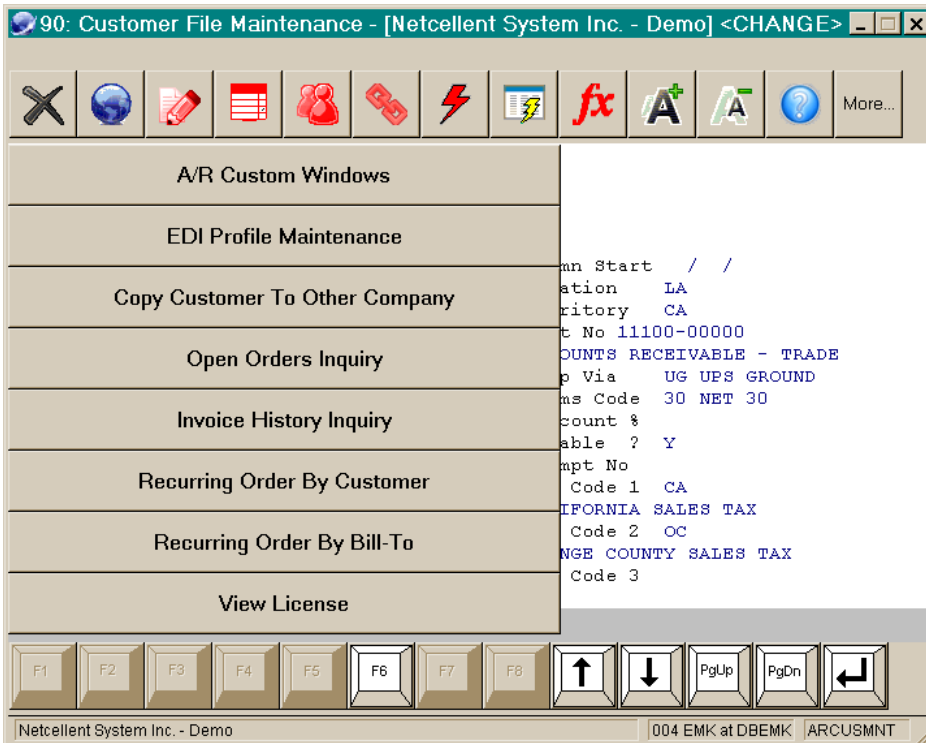 90: Customer File Maintenance - [Netcellent System Inc. - Demo] <CHANGE>
fx A+ A- ? More...
A/R Custom Windows
EDI Profile Maintenance
Copy Customer To Other Company
Open Orders Inquiry
Invoice History Inquiry
Recurring Order By Customer
Recurring Order By Bill-To
View License
mn Start / /
ation LA
ritory CA
t No 11100-00000
OUNTS RECEIVABLE - TRADE
p Via UG UPS GROUND
ms Code 30 NET 30
count %
able ? Y
mpt No
Code 1 CA
IFORNIA SALES TAX
Code 2 OC
NGE COUNTY SALES TAX
Code 3
F1 F2 F3 F4 F5 F6 F7 F8 PgUp PgDn
Netcellent System Inc. - Demo 004 EMK at DBEMK ARCUSMNT